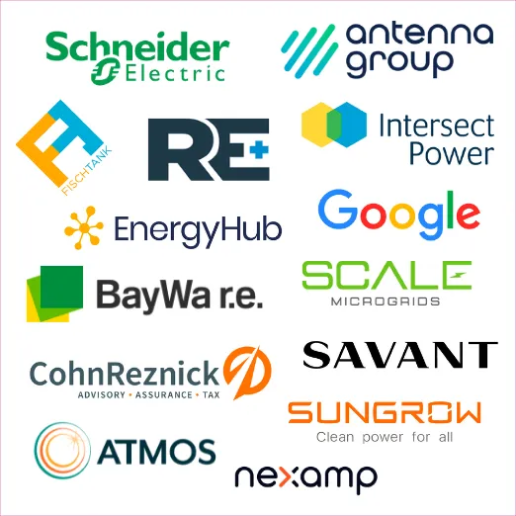 Schneider
Electric
antenna
group
FT
FISCHTANK
RE+
Intersect
Power
EnergyHub
Google
BayWa r.e.
SCALE
MICROGRIDS
CohnReznick
ADVISORY • ASSURANCE • TAX
SAVANT
SUNGROW
Clean power for all
ATMOS
nexamp